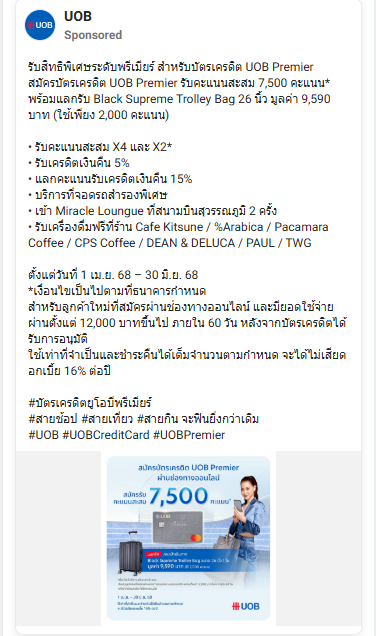 UOB
UOB
Sponsored
รับสิทธิพิเศษระดับพรีเมียร์ สำหรับบัตรเครดิต UOB Premier
สมัครบัตรเครดิต UOB Premier รับคะแนนสะสม 7,500 คะแนน*
พร้อมแลกรับ Black Supreme Trolley Bag 26 นิ้ว มูลค่า 9,590
บาท (ใช้เพียง 2,000 คะแนน)
• รับคะแนนสะสม X4 และ X2*
• รับเครดิตเงินคืน 5%
• แลกคะแนนรับเครดิตเงินคืน 15%
• บริการที่จอดรถสำรองพิเศษ
• เข้า Miracle Loungue ที่สนามบินสุวรรณภูมิ 2 ครั้ง
• รับเครื่องดื่มฟรีที่ร้าน Cafe Kitsune / %Arabica / Pacamara
Coffee / CPS Coffee / DEAN & DELUCA / PAUL / TWG
ตั้งแต่วันที่ 1 เม.ย. 68 – 30 มิ.ย. 68
*เงื่อนไขเป็นไปตามที่ธนาคารกำหนด
สำหรับลูกค้าใหม่ที่สมัครผ่านช่องทางออนไลน์ และมียอดใช้จ่าย
ผ่านตั้งแต่ 12,000 บาทขึ้นไป ภายใน 60 วัน หลังจากบัตรเครดิตได้
รับการอนุมัติ
ใช้เท่าที่จำเป็นและชำระคืนได้เต็มจำนวนตามกำหนด จะได้ไม่เสียด
อกเบี้ย 16% ต่อปี
#บัตรเครดิตยูโอบีพรีเมียร์
#สายช้อป #สายเที่ยว #สายกิน จะฟินยิ่งกว่าเดิม
#UOB #UOBCreditCard #UOBPremier
สมัครบัตรเครดิต UOB Premier
ผ่านช่องทางออนไลน์
สมัครรับ
คะแนนสะสม
7,500
คะแนน*
UOB
Black Supreme Trolley Bag
มูลค่า 9,590 บาท
UOB